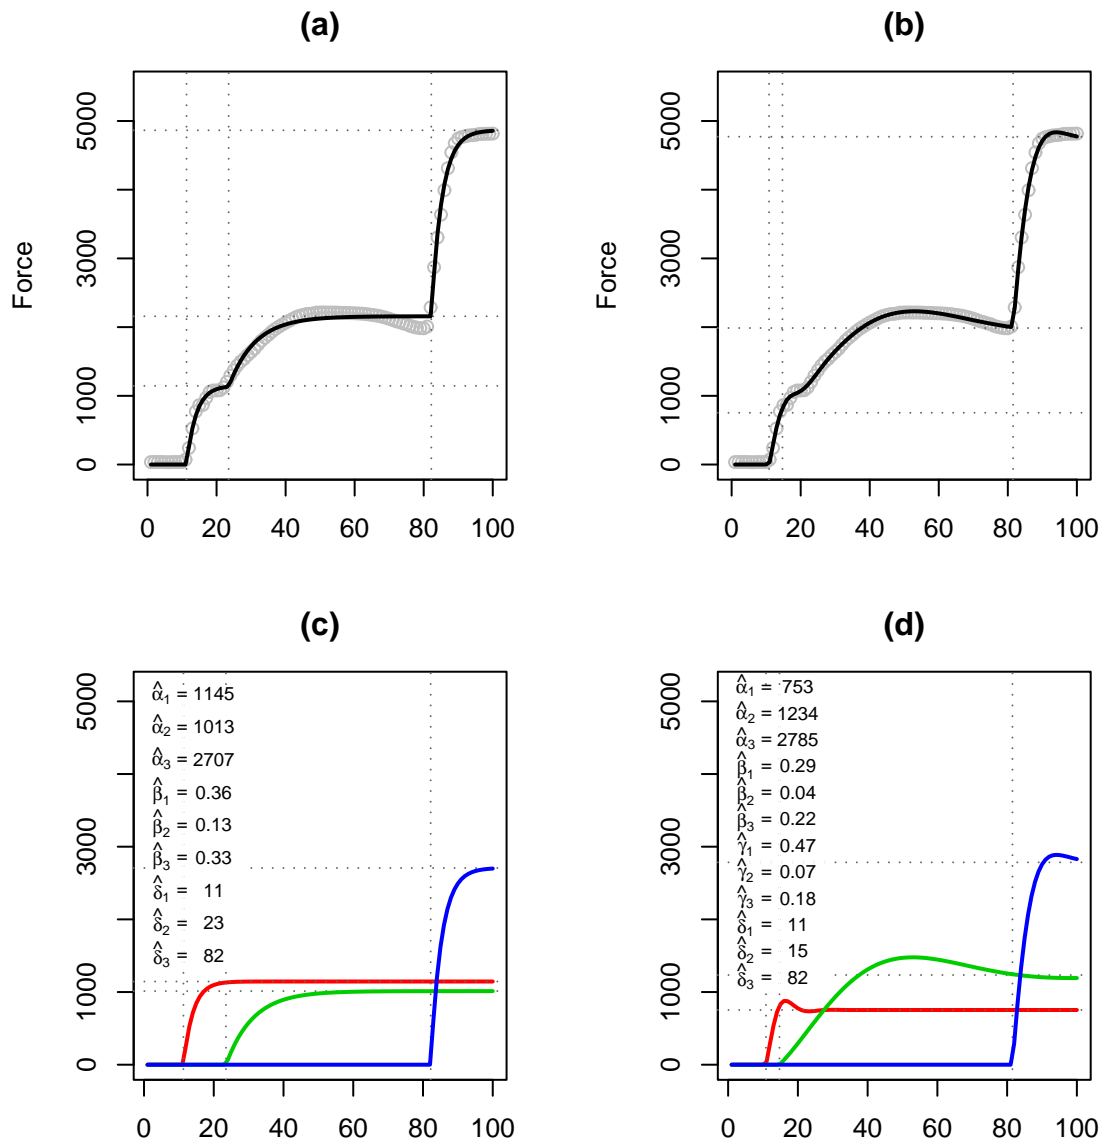 (a)
Force
5000
3000
1000
0
0 20 40 60 80 100
(b)
Force
5000
3000
1000
0
0 20 40 60 80 100
(c)
5000
3000
1000
0
α̂₁ = 1145
α̂₂ = 1013
α̂₃ = 2707
β̂₁ = 0.36
β̂₂ = 0.13
β̂₃ = 0.33
δ̂₁ = 11
δ̂₂ = 23
δ̂₃ = 82
0 20 40 60 80 100
(d)
5000
3000
1000
0
α̂₁ = 753
α̂₂ = 1234
α̂₃ = 2785
β̂₁ = 0.29
β̂₂ = 0.04
β̂₃ = 0.22
γ̂₁ = 0.47
γ̂₂ = 0.07
γ̂₃ = 0.18
δ̂₁ = 11
δ̂₂ = 15
δ̂₃ = 82
0 20 40 60 80 100